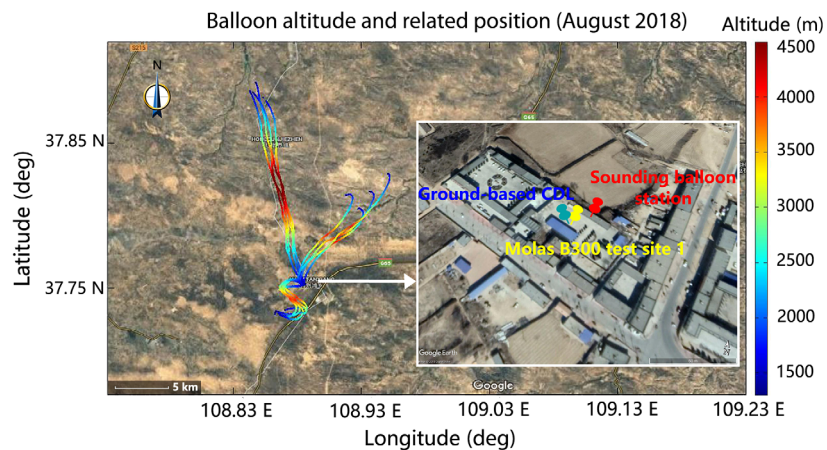 Balloon altitude and related position (August 2018)
Altitude (m)
S215
N
G65
4500
4000
3500
3000
2500
2000
1500
37.85 N
37.75 N
Latitude (deg)
Ground-based CDL
Sounding balloon
station
Molas B300 test site 1
G65
Google Earth
N
5 km
Google
108.83 E
108.93 E
109.03 E
109.13 E
109.23 E
Longitude (deg)